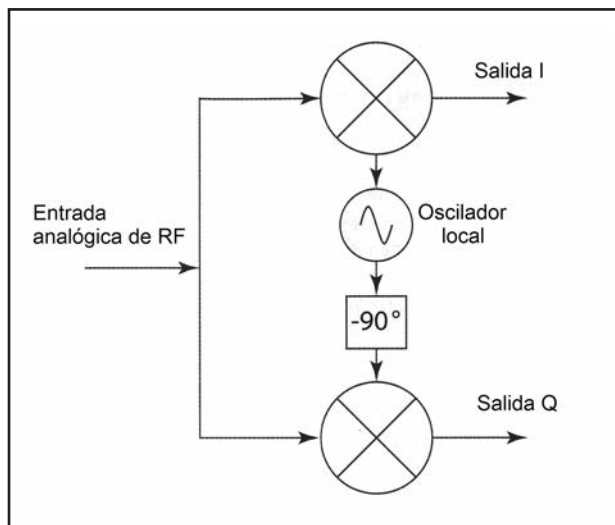 Salida I
Entrada
analógica de RF
Oscilador
local
-90°
Salida Q